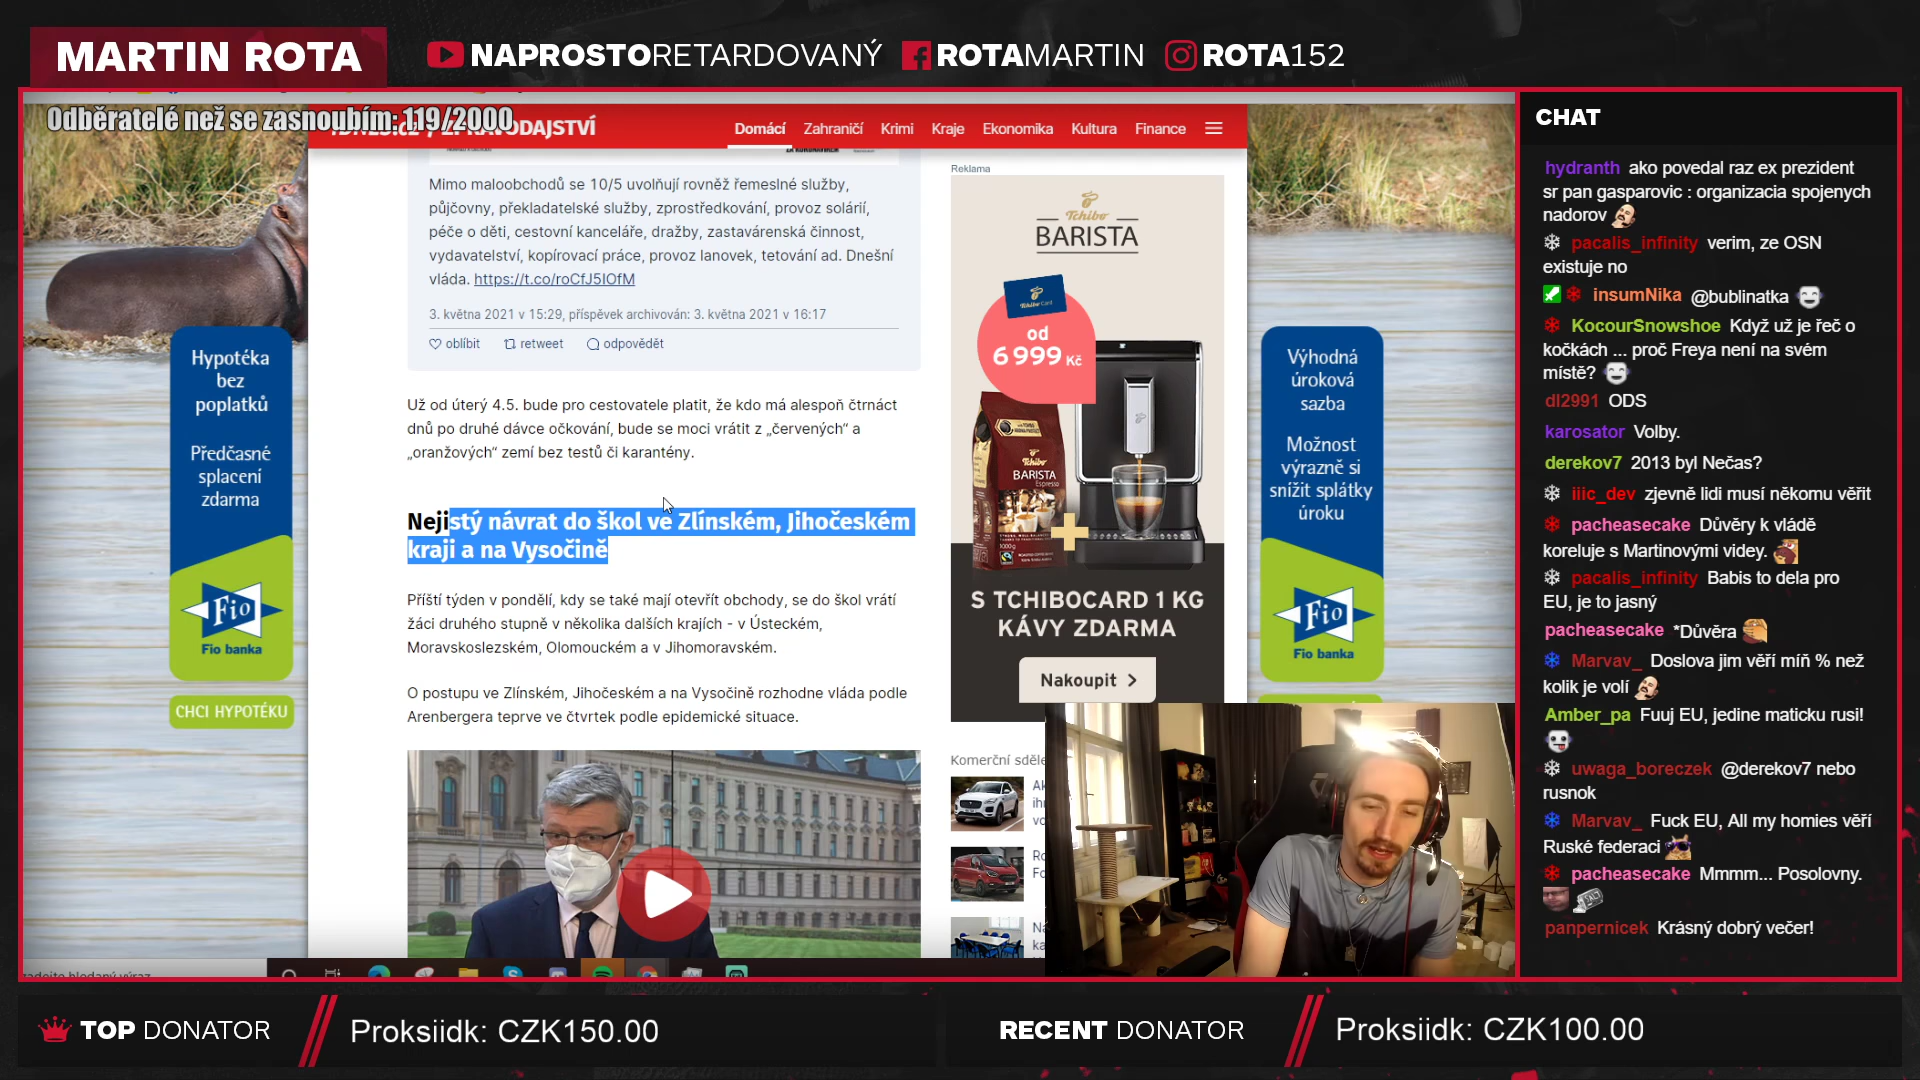 MARTIN ROTA
NAPROSTORETARDOVANÝ
ROTAMARTIN
ROTA152
Odběratelé než se zasnoubím: 119/2000
Domácí Zahraničí Krimi Kraje Ekonomika Kultura Finance
Mimo maloobchodů se 10/5 uvolňují rovněž řemeslné služby,
půjčovny, překladatelské služby, zprostředkování, provoz solárií,
péče o děti, cestovní kanceláře, dražby, zastavárenská činnost,
vydavatelství, kopírovací práce, provoz lanovek, tetování ad. Dnešní
vláda. https://t.co/roCfJ5IOfM
3. května 2021 v 15:29, příspěvek archivován: 3. května 2021 v 16:17
oblíbit retweet odpovědět
Už od úterý 4.5. bude pro cestovatele platit, že kdo má alespoň čtrnáct
dnů po druhé dávce očkování, bude se moci vrátit z „červených“ a
„oranžových“ zemí bez testů či karantény.
Nejistý návrat do škol ve Zlínském, Jihočeském
kraji a na Vysočině
Příští týden v pondělí, kdy se také mají otevřít obchody, se do škol vrátí
žáci druhého stupně v několika dalších krajích - v Ústeckém,
Moravskoslezském, Olomouckém a v Jihomoravském.
O postupu ve Zlínském, Jihočeském a na Vysočině rozhodne vláda podle
Arenbergera teprve ve čtvrtek podle epidemické situace.
Hypotéka
bez
poplatků
Předčasné
splacení
zdarma
Fio
Fio banka
CHCI HYPOTÉKU
Reklama
Tchibo
BARISTA
od
6 999 Kč
Tchibo
BARISTA
Espresso
S TCHIBOCARD 1 KG
KÁVY ZDARMA
Nakoupit
Komerční sděle
Výhodná
úroková
sazba
Možnost
výrazně si
snížit splátky
úroku
Fio
Fio banka
CHAT
hydranth ako povedal raz ex prezident
sr pan gasparovic : organizacia spojenych
nadorov
pacalis_infinity verim, ze OSN
existuje no
insumNika @bublinatka
KocourSnowshoe Když už je řeč o
kočkách ... proč Freya není na svém
místě?
dl2991 ODS
karosator Volby.
derekov7 2013 byl Nečas?
iiic_dev zjevně lidi musí někomu věřit
pacheasecake Důvěry k vládě
koreluje s Martinovými videy.
pacalis_infinity Babis to dela pro
EU, je to jasný
pacheasecake *Důvěra
Marvav_ Doslova jim věří míň % než
kolik je volí
Amber_pa Fuuj EU, jedine maticku rusi!
uwaga_boreczek @derekov7 nebo
rusnok
Marvav_ Fuck EU, All my homies věří
Ruské federaci
pacheasecake Mmmm... Posolovny.
panpernicek Krásný dobrý večer!
TOP DONATOR
Proksiidk: CZK150.00
RECENT DONATOR
Proksiidk: CZK100.00